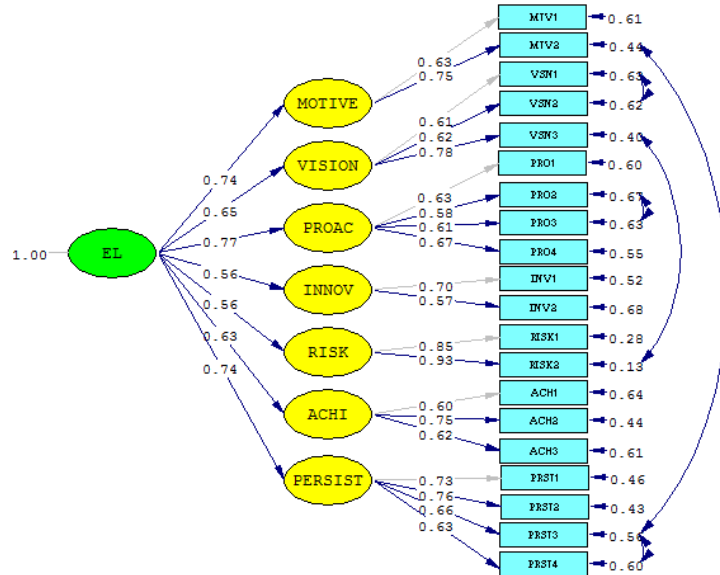 MTV1
0.61
MTV2
0.44
0.63
0.75
VSN1
0.63
MOTIVE
VSN2
0.62
0.61
0.62
0.78
VSN3
0.40
VISION
PRO1
0.60
0.74
0.65
PRO2
0.67
0.63
0.58
0.61
0.67
PROAC
PRO3
0.63
0.77
PRO4
0.55
1.00
EL
0.56
INNOV
INV1
0.52
0.70
0.57
INV2
0.68
0.56
RISK1
0.28
0.63
RISK
0.85
0.93
RISK2
0.13
0.74
ACH1
0.64
ACHI
0.60
0.75
0.62
ACH2
0.44
ACH3
0.61
PERSIST
0.73
0.76
0.66
0.63
PRST1
0.46
PRST2
0.43
PRST3
0.56
PRST4
0.60